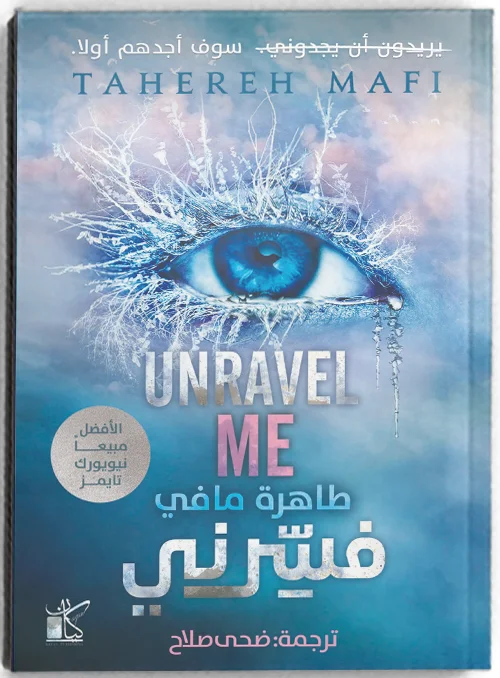 يريدون أن يجدوني. سوف أجدهم أولا.
TAHEREH MAFI
UNRAVEL
ME
الأفضل
مبيعاً
نيويورك
تايمز
طاهرة مافي
فسّرني
ترجمة: ضحى صلاح
كيان